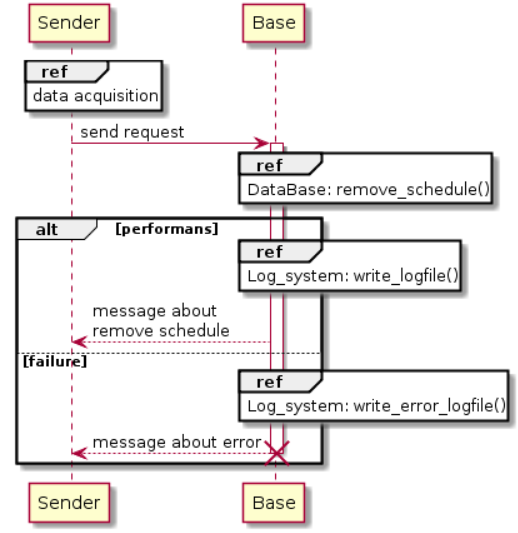 Sender Base
ref
data acquisition
send request
ref
DataBase: remove_schedule()
alt [performans]
ref
Log_system: write_logfile()
message about
remove schedule
[failure]
ref
Log_system: write_error_logfile()
message about error
Sender Base